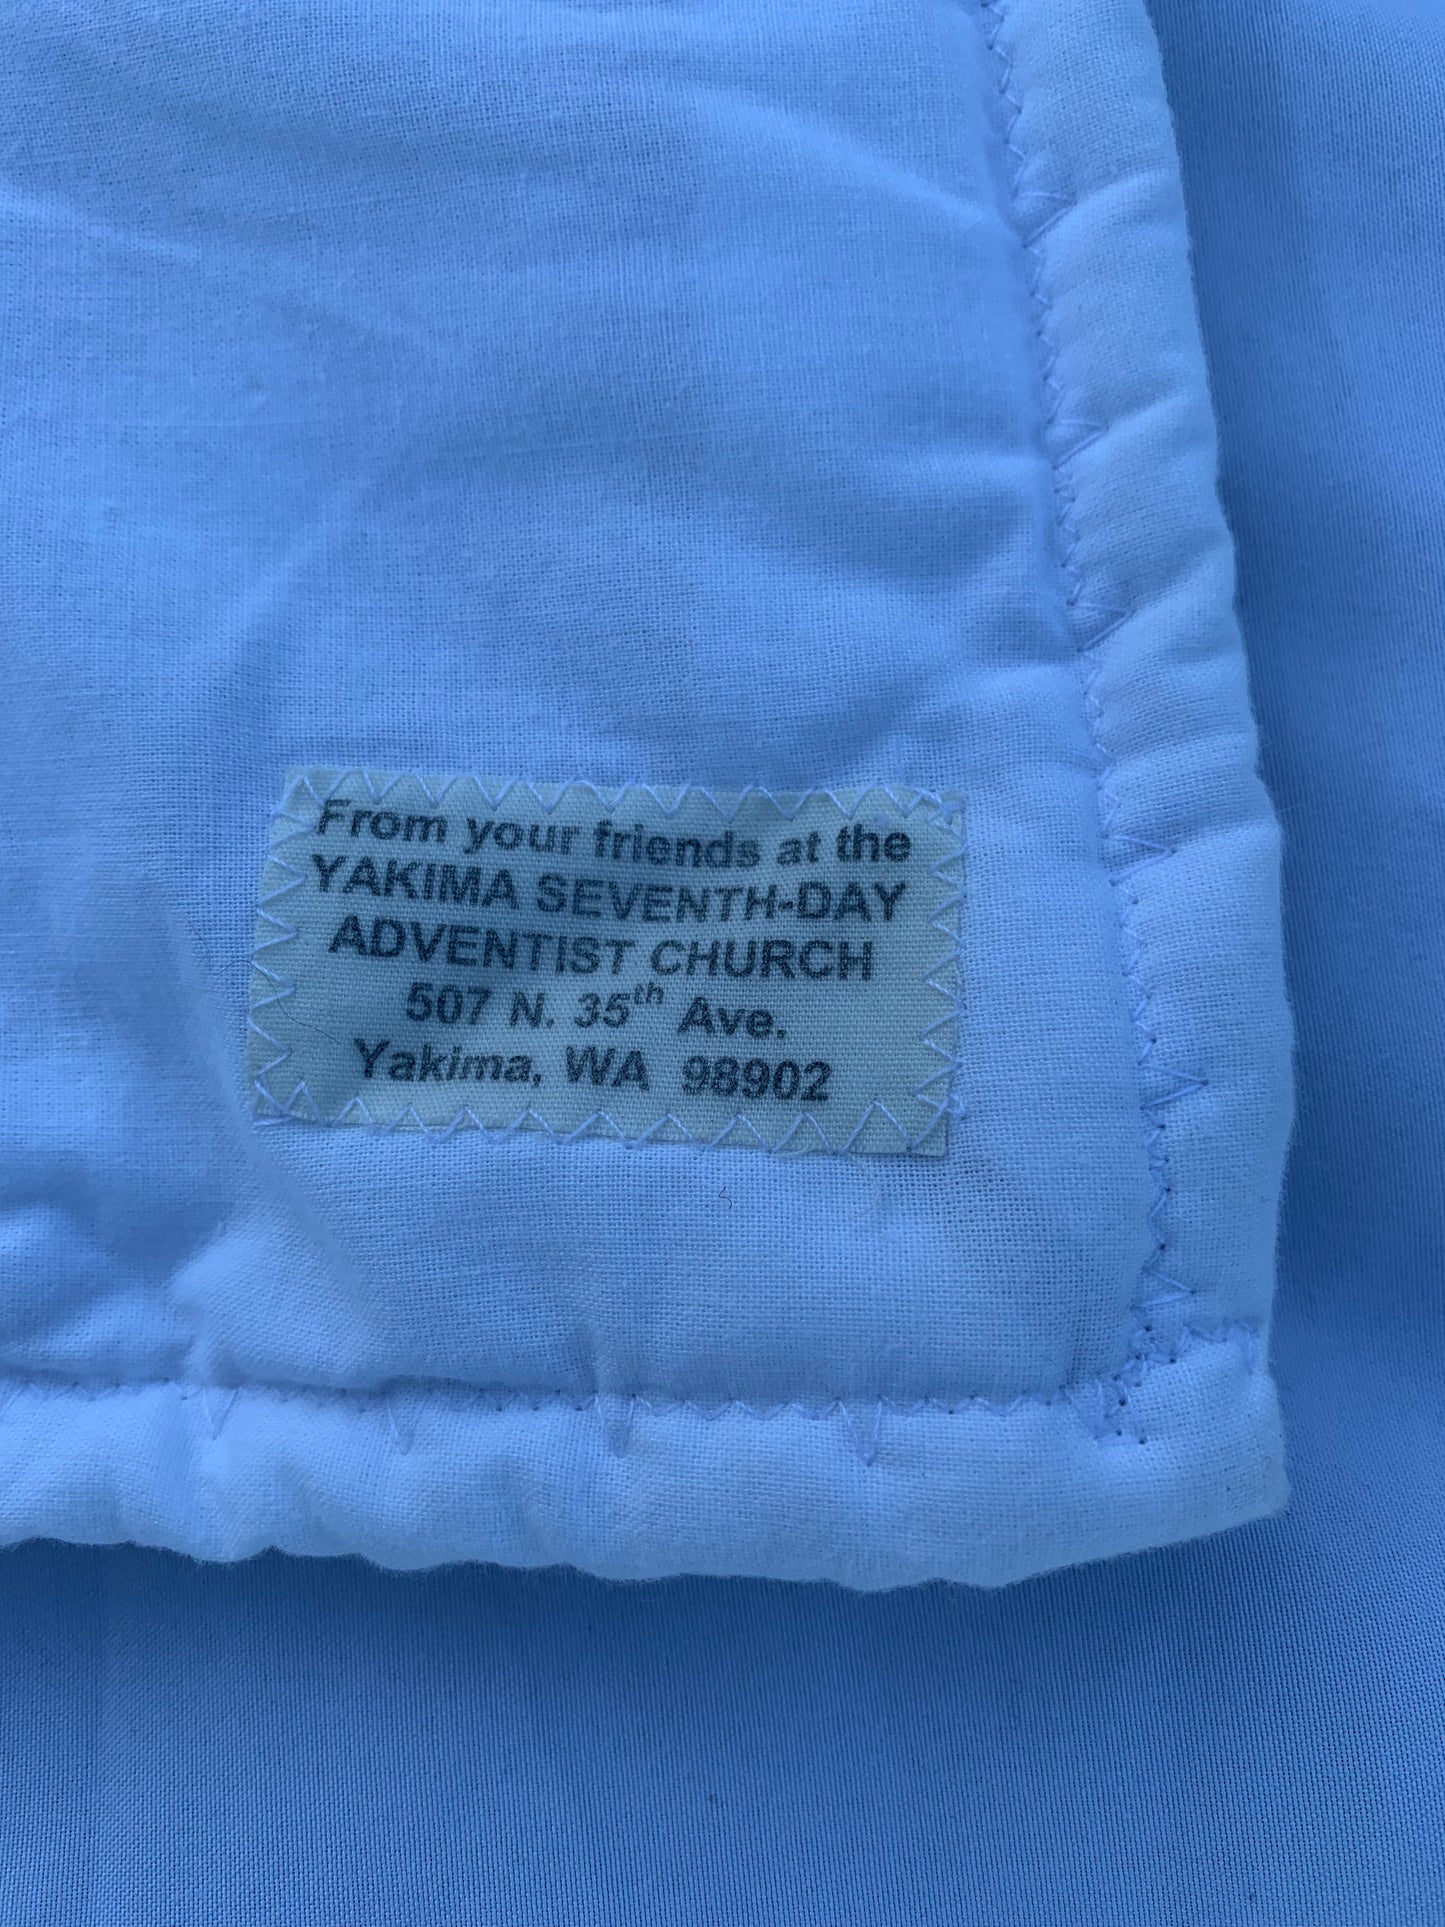 From your friends at the
YAKIMA SEVENTH-DAY
ADVENTIST CHURCH
507 N. 35th Ave.
Yakima, WA 98902